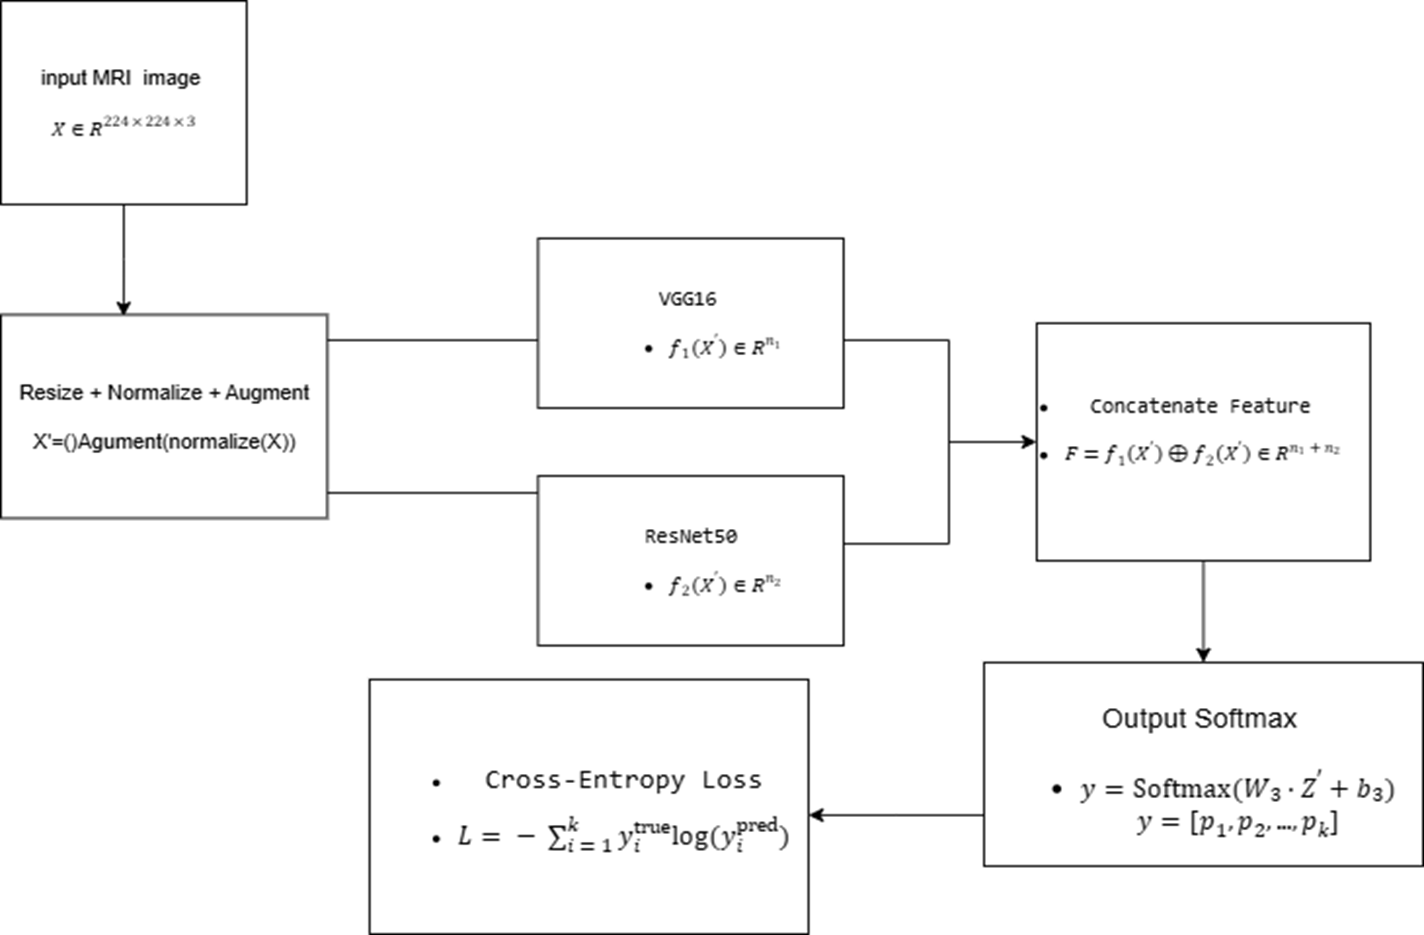 input MRI image
X ∈ R^{224×224×3}
Resize + Normalize + Augment
X'=()Agument(normalize(X))
VGG16
• f₁(X′) ∈ R^{n₁}
ResNet50
• f₂(X′) ∈ R^{n₂}
• Concatenate Feature
• F = f₁(X′) ⊕ f₂(X′) ∈ R^{n₁ + n₂}
Output Softmax
• y = Softmax(W₃ · Z′ + b₃)
y = [p₁, p₂, …, pₖ]
• Cross-Entropy Loss
• L = − ∑_{i = 1}^{k} y_i^{true} log(y_i^{pred})